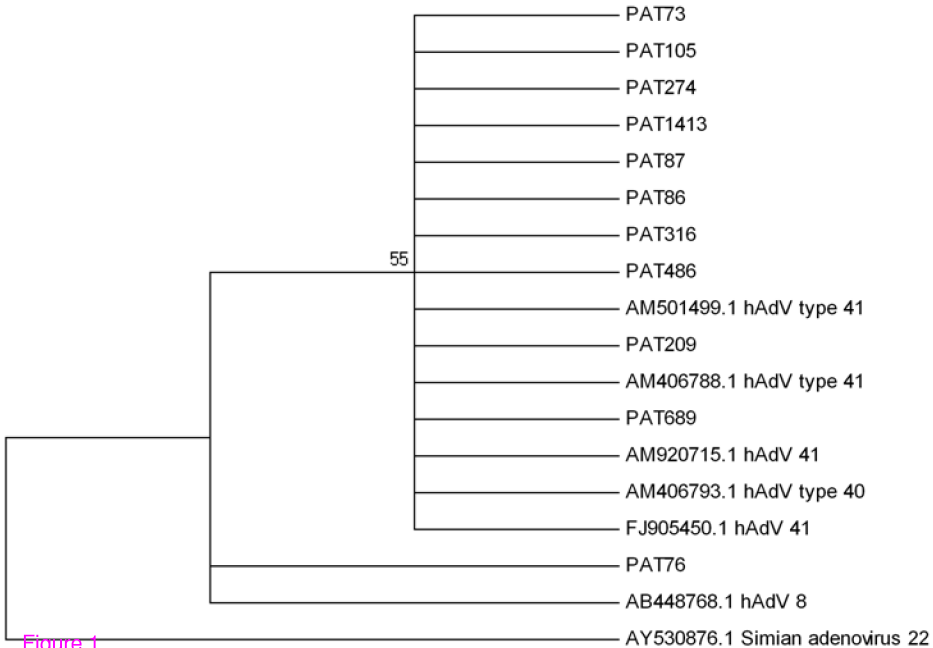 PAT73
PAT105
PAT274
PAT1413
PAT87
PAT86
PAT316
55
PAT486
AM501499.1 hAdV type 41
PAT209
AM406788.1 hAdV type 41
PAT689
AM920715.1 hAdV 41
AM406793.1 hAdV type 40
FJ905450.1 hAdV 41
PAT76
AB448768.1 hAdV 8
AY530876.1 Simian adenovirus 22
Figure 1